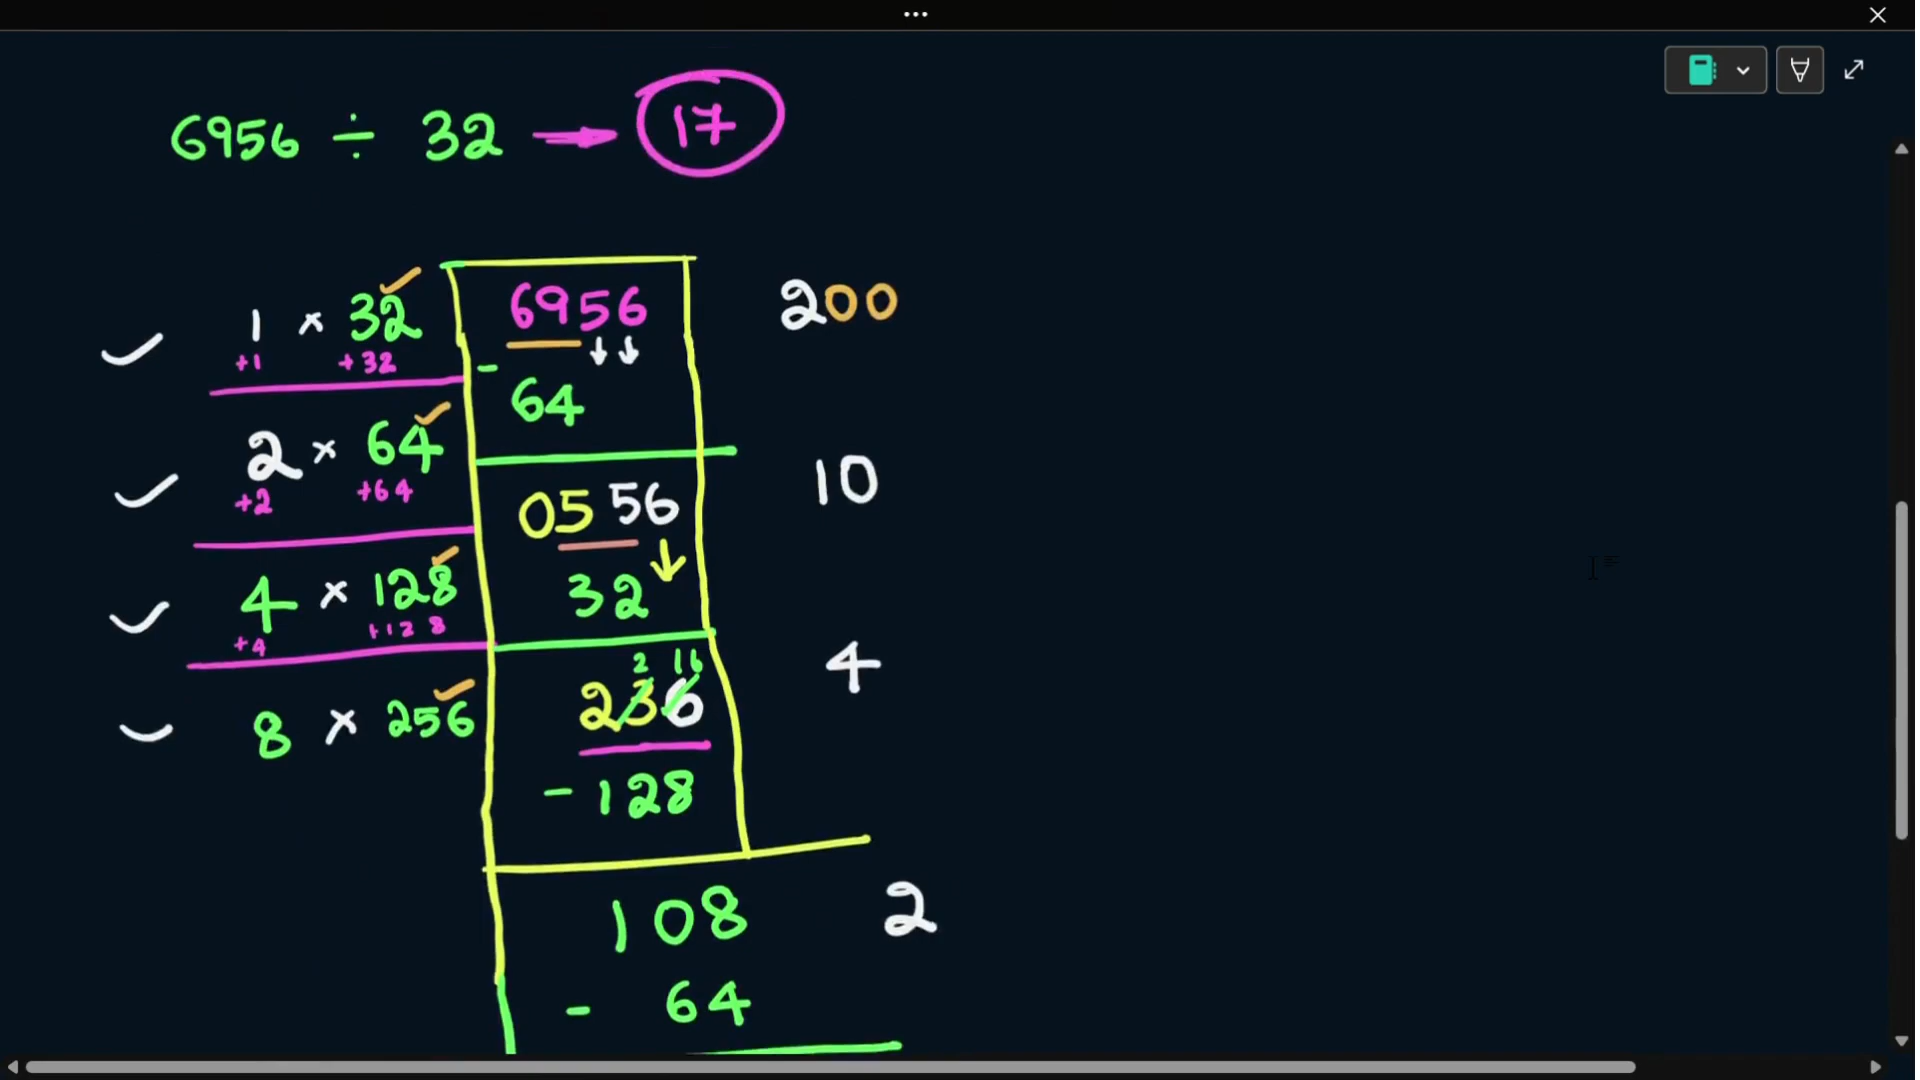 6956 ÷ 32 → 17
1 × 32 6956 200
+1 +32
- 64
2 × 64
+2 +64
0556 10
4 × 128 32
+4 +128
2 16
236 4
8 × 256
- 128
108 2
- 64